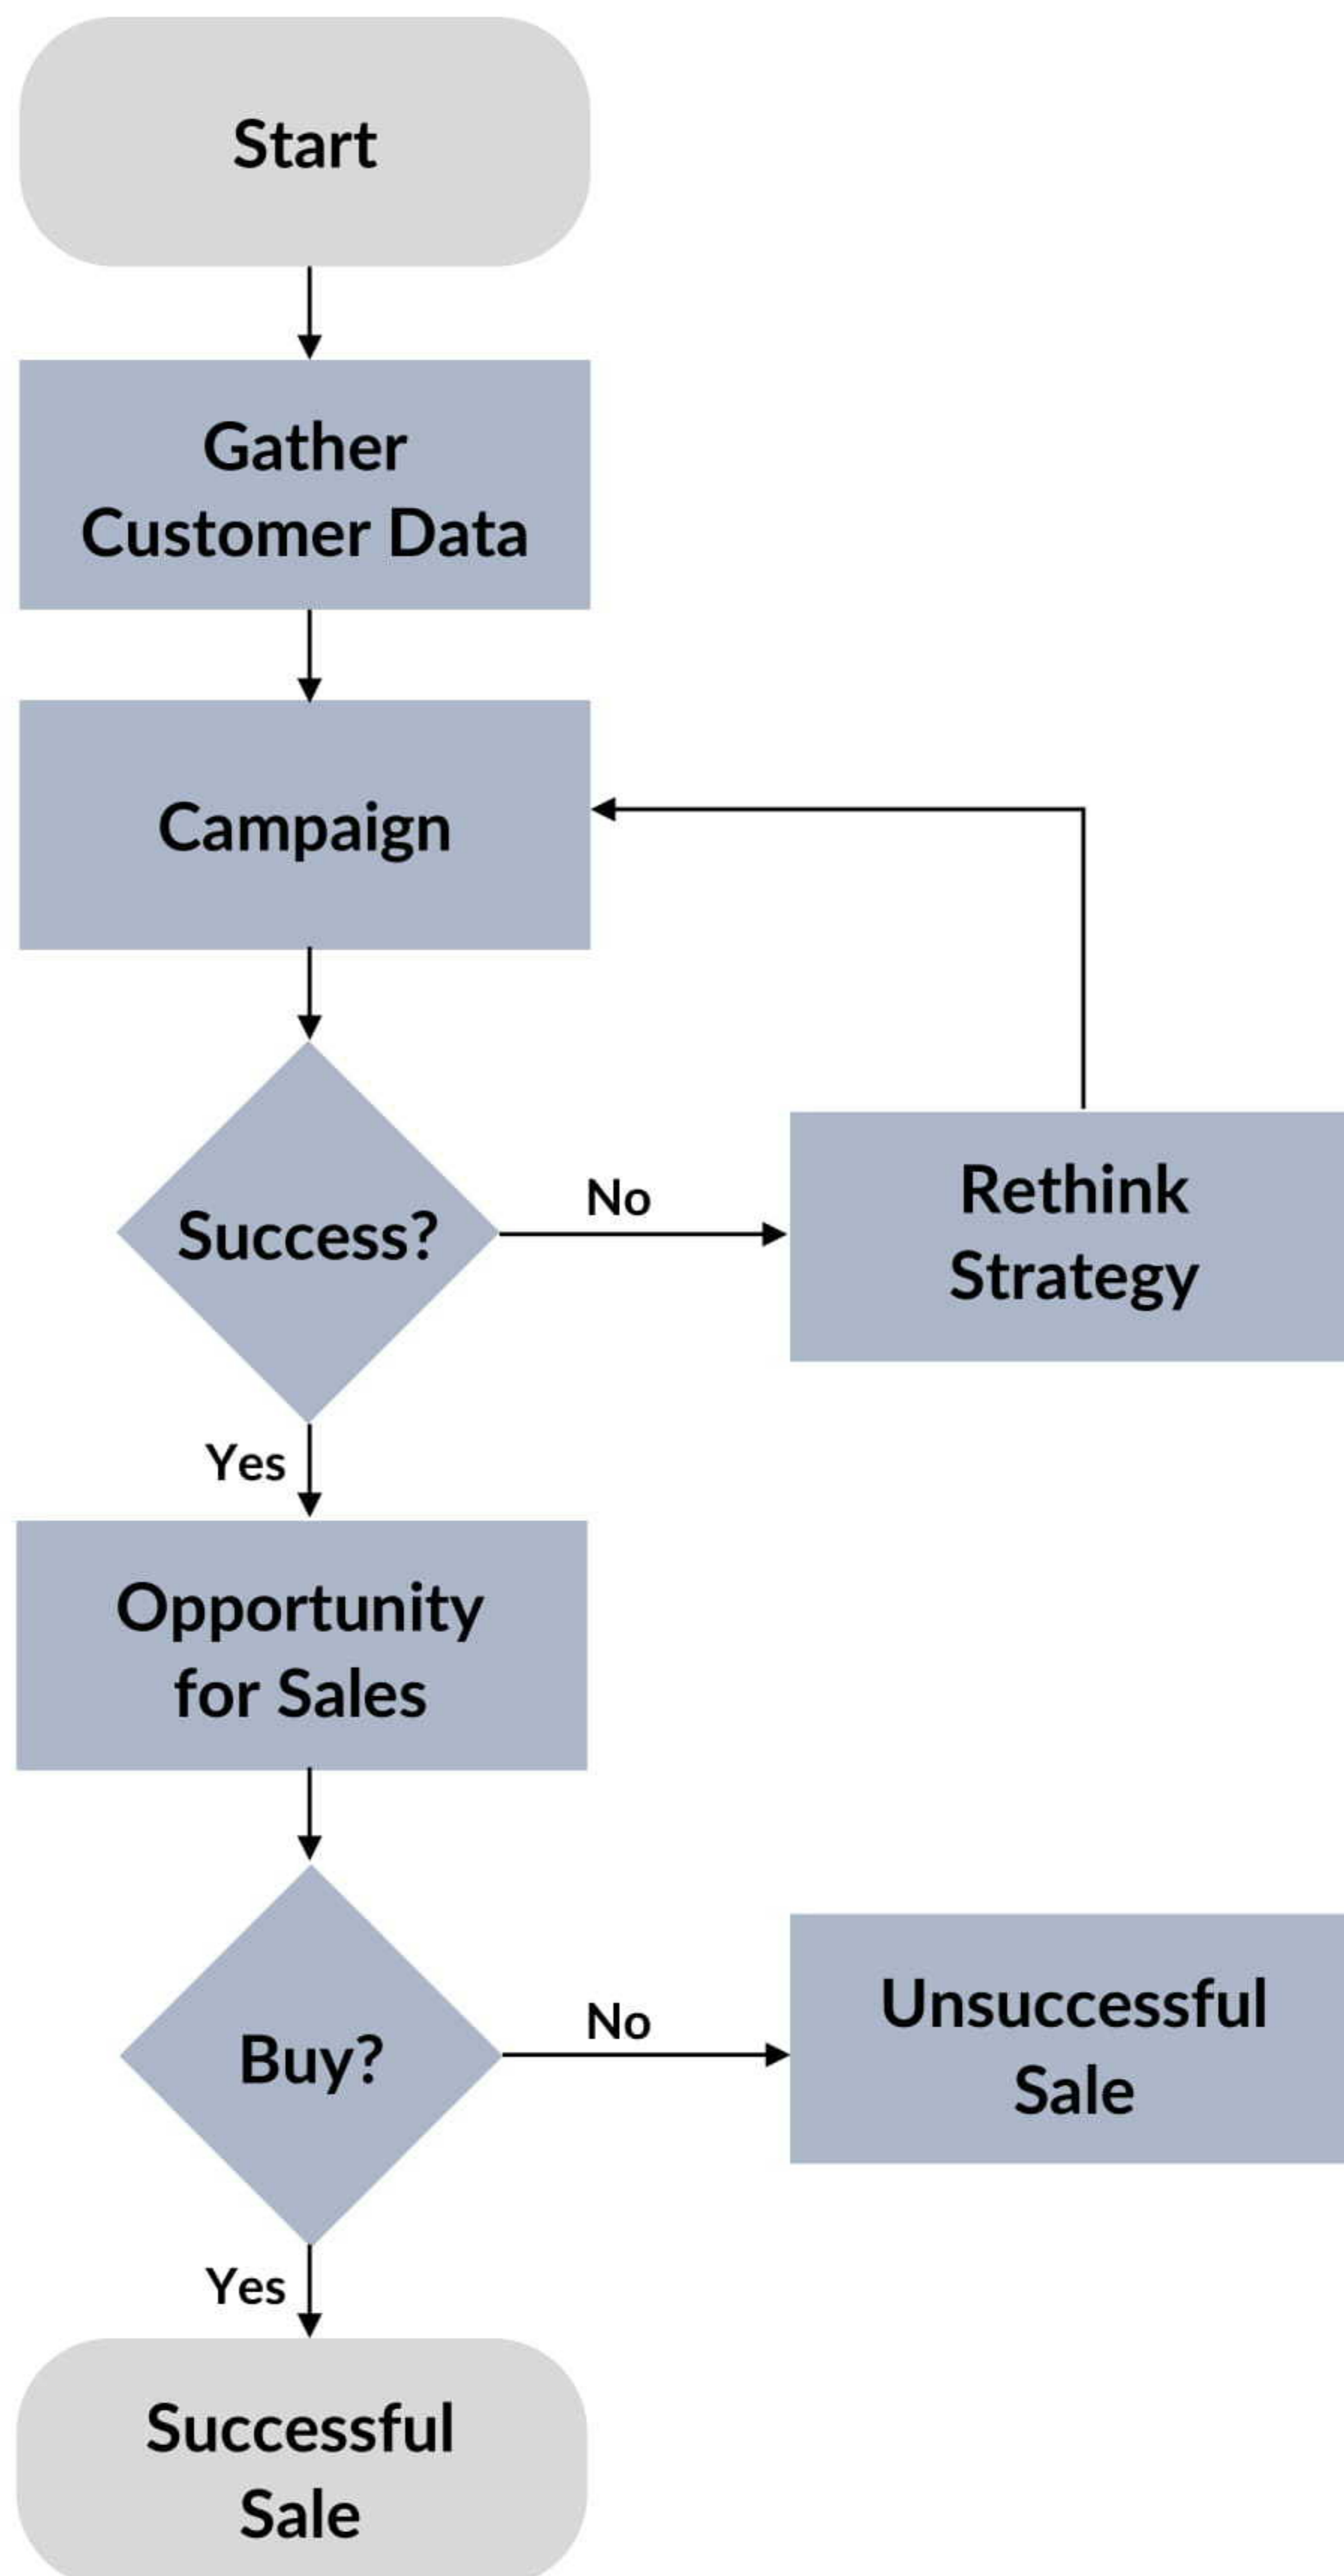 Start
Gather
Customer Data
Campaign
Success?
No
Rethink
Strategy
Yes
Opportunity
for Sales
Buy?
No
Unsuccessful
Sale
Yes
Successful
Sale